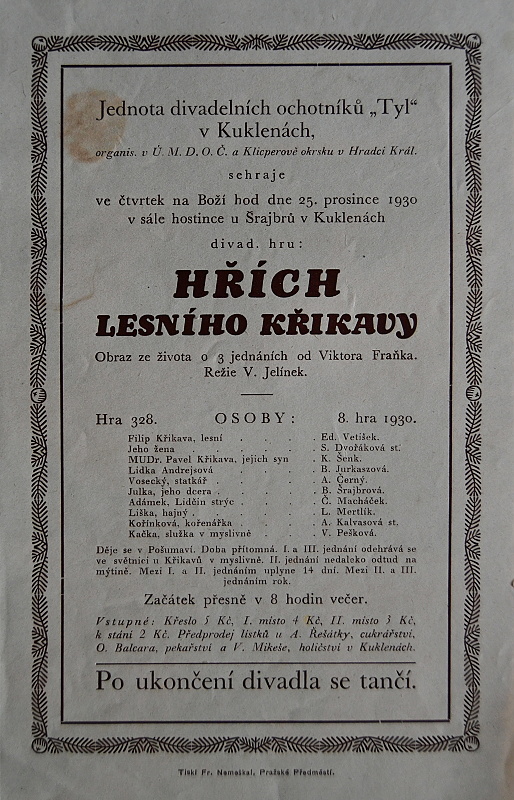 Jednota divadelních ochotníků „Tyl“
v Kuklenách,
organis. v Ú. M. D. O. Č. a Klicperově okrsku v Hradci Král.
sehraje
ve čtvrtek na Boží hod dne 25. prosince 1930
v sále hostince u Šrajbrů v Kuklenách
divad. hru:
HŘÍCH
LESNÍHO KŘIKAVY
Obraz ze života o 3 jednáních od Viktora Fraňka.
Režie V. Jelínek.
Hra 328. OSOBY: 8. hra 1930.
Filip Křikava, lesní . . . . Ed. Vetišek.
Jeho žena . . . . . S. Dvořáková st.
MUDr. Pavel Křikava, jejich syn . . K. Šenk.
Lidka Andrejsová . . . . B. Jurkaszová.
Vosecký, statkář . . . . . A. Černý.
Julka, jeho dcera . . . . . B. Šrajbrová.
Adámek, Lidčin strýc . . . . Č. Macháček.
Liška, hajný . . . . . L. Mertlík.
Kořínková, kořenářka . . . . A. Kalvasová st.
Kačka, služka v myslivně . . . V. Pešková.
Děje se v Pošumaví. Doba přítomná. I. a III. jednání odehrává se
ve světnici u Křikavů v myslivně. II. jednání nedaleko odtud na
mýtině. Mezi I. a II. jednáním uplyne 14 dní. Mezi II. a III.
jednáním rok.
Začátek přesně v 8 hodin večer.
Vstupné: Křeslo 5 Kč, I. místo 4 Kč, II. místo 3 Kč,
k stání 2 Kč. Předprodej lístků u A. Řešátky, cukrářství,
O. Balcara, pekařství a V. Mikeše, holičství v Kuklenách.
Po ukončení divadla se tančí.
Tiskl Fr. Nemaškal, Pražské Předměstí.